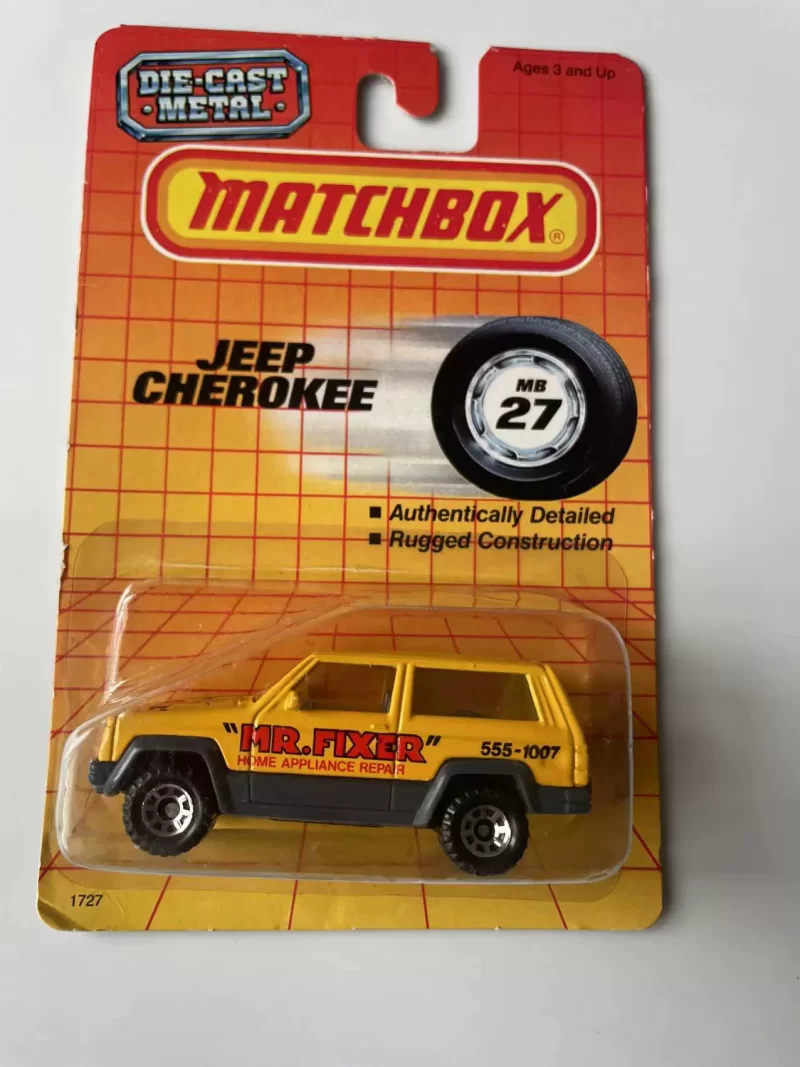 DIE-CAST
• METAL •
Ages 3 and Up
MATCHBOX®
JEEP
CHEROKEE
MB
27
▪ Authentically Detailed
▪ Rugged Construction
"MR.FIXER"
HOME APPLIANCE REPAIR
555-1007
1727